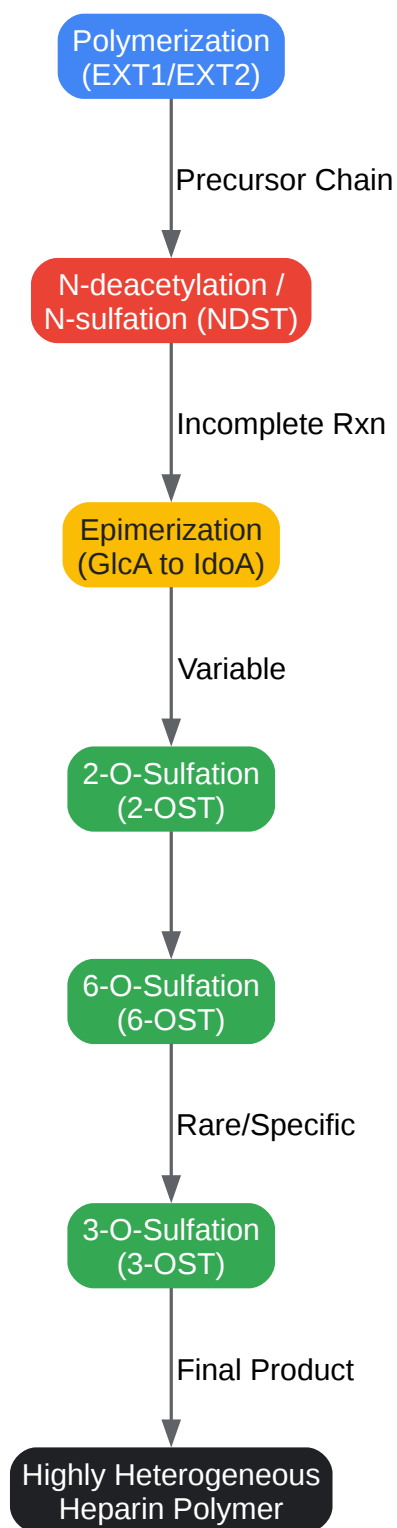 Polymerization
(EXT1/EXT2)
Precursor Chain
N-deacetylation /
N-sulfation (NDST)
Incomplete Rxn
Epimerization
(GlcA to IdoA)
Variable
2-O-Sulfation
(2-OST)
6-O-Sulfation
(6-OST)
Rare/Specific
3-O-Sulfation
(3-OST)
Final Product
Highly Heterogeneous
Heparin Polymer